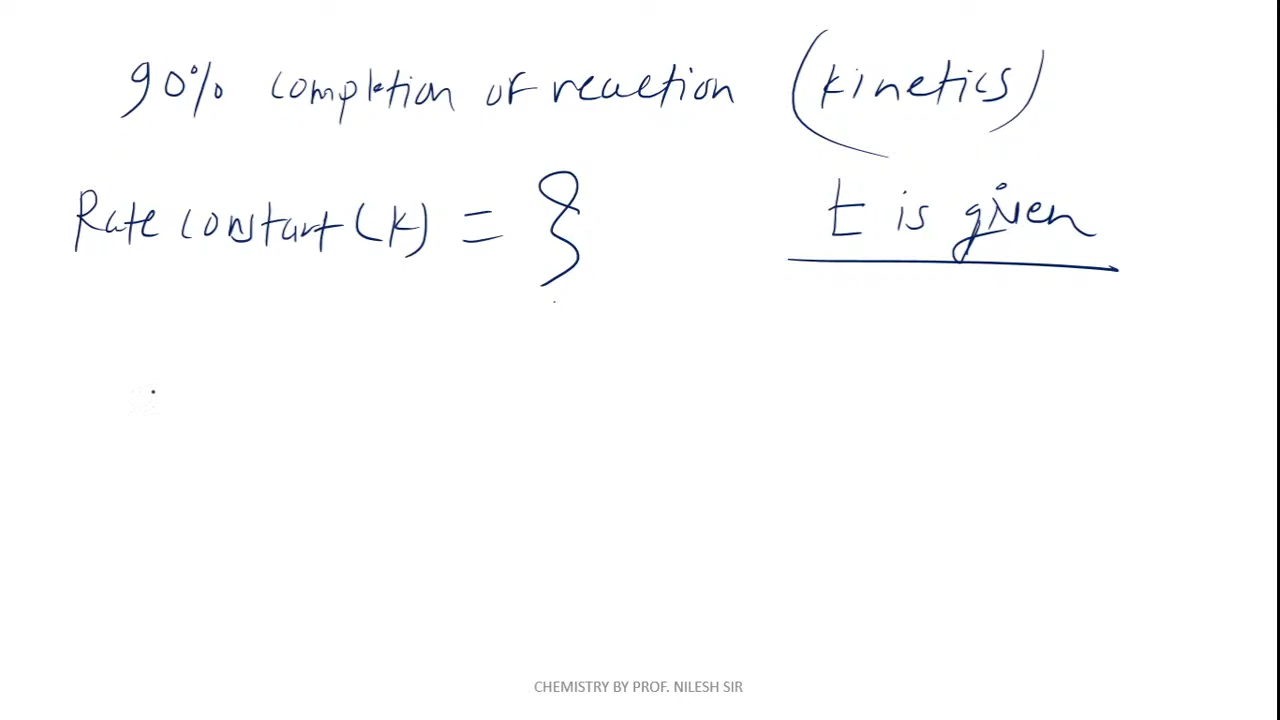 90% completion of reaction (kinetics)
Rate constant (k) = } t is given
CHEMISTRY BY PROF. NILESH SIR